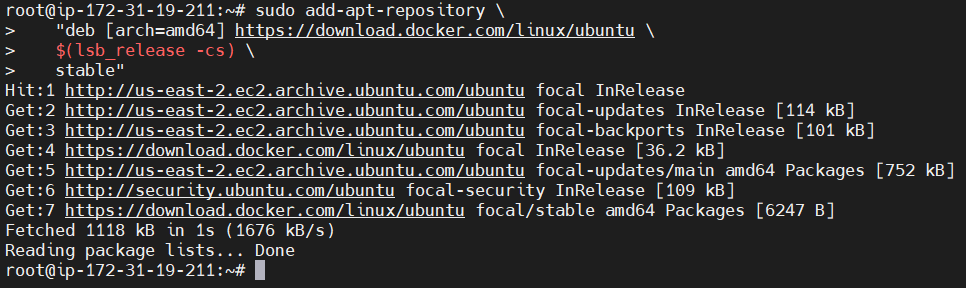 root@ip-172-31-19-211:~# sudo add-apt-repository \
>    "deb [arch=amd64] https://download.docker.com/linux/ubuntu \
>    $(lsb_release -cs) \
>    stable"
Hit:1 http://us-east-2.ec2.archive.ubuntu.com/ubuntu focal InRelease
Get:2 http://us-east-2.ec2.archive.ubuntu.com/ubuntu focal-updates InRelease [114 kB]
Get:3 http://us-east-2.ec2.archive.ubuntu.com/ubuntu focal-backports InRelease [101 kB]
Get:4 https://download.docker.com/linux/ubuntu focal InRelease [36.2 kB]
Get:5 http://us-east-2.ec2.archive.ubuntu.com/ubuntu focal-updates/main amd64 Packages [752 kB]
Get:6 http://security.ubuntu.com/ubuntu focal-security InRelease [109 kB]
Get:7 https://download.docker.com/linux/ubuntu focal/stable amd64 Packages [6247 B]
Fetched 1118 kB in 1s (1676 kB/s)
Reading package lists... Done
root@ip-172-31-19-211:~#